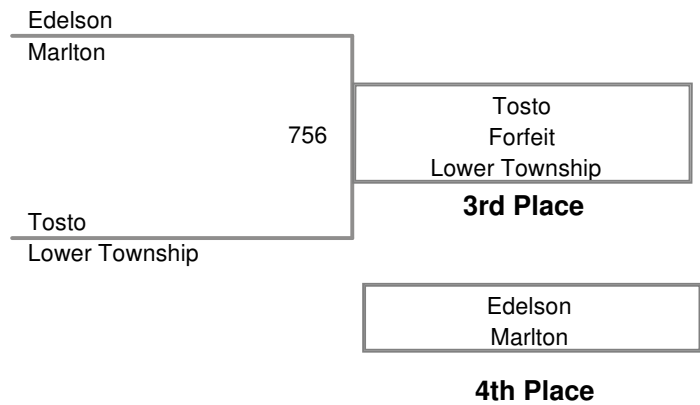 Edelson
Marlton
756
Tosto
Forfeit
Lower Township
3rd Place
Tosto
Lower Township
Edelson
Marlton
4th Place